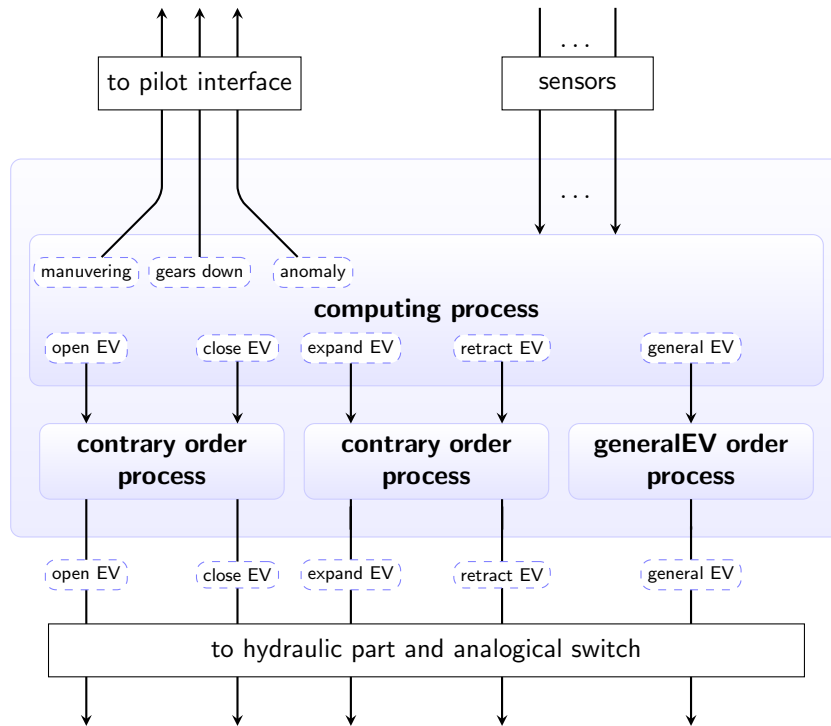 to pilot interface
sensors
. . .
. . .
manuvering
gears down
anomaly
computing process
open EV
close EV
expand EV
retract EV
general EV
contrary order
process
contrary order
process
generalEV order
process
open EV
close EV
expand EV
retract EV
general EV
to hydraulic part and analogical switch